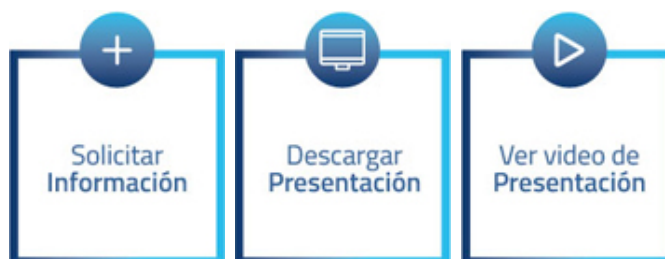 Solicitar
Información
Descargar
Presentación
Ver video de
Presentación